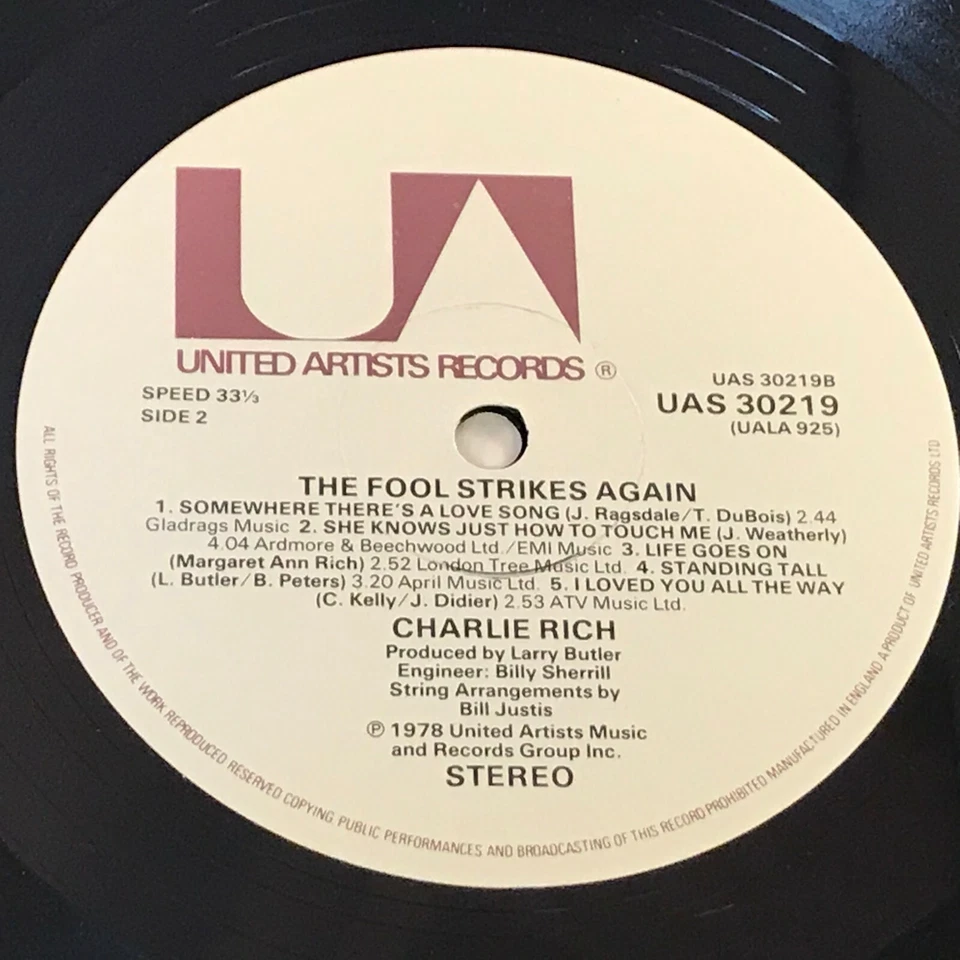 UA
UNITED ARTISTS RECORDS ®
SPEED 33⅓
SIDE 2
UAS 30219B
UAS 30219
(UALA 925)
THE FOOL STRIKES AGAIN
1. SOMEWHERE THERE'S A LOVE SONG (J. Ragsdale/T. DuBois) 2.44
Gladrags Music 2. SHE KNOWS JUST HOW TO TOUCH ME (J. Weatherly)
4.04 Ardmore & Beechwood Ltd./EMI Music 3. LIFE GOES ON
(Margaret Ann Rich) 2.52 London Tree Music Ltd. 4. STANDING TALL
(L. Butler/B. Peters) 3.20 April Music Ltd. 5. I LOVED YOU ALL THE WAY
(C. Kelly/J. Didier) 2.53 ATV Music Ltd.
CHARLIE RICH
Produced by Larry Butler
Engineer: Billy Sherrill
String Arrangements by
Bill Justis
℗ 1978 United Artists Music
and Records Group Inc.
STEREO
ALL RIGHTS OF THE RECORD PRODUCER AND OF THE WORK REPRODUCED RESERVED COPYING PUBLIC PERFORMANCES AND BROADCASTING OF THIS RECORD PROHIBITED MANUFACTURED IN ENGLAND A PRODUCT OF UNITED ARTISTS RECORDS LTD